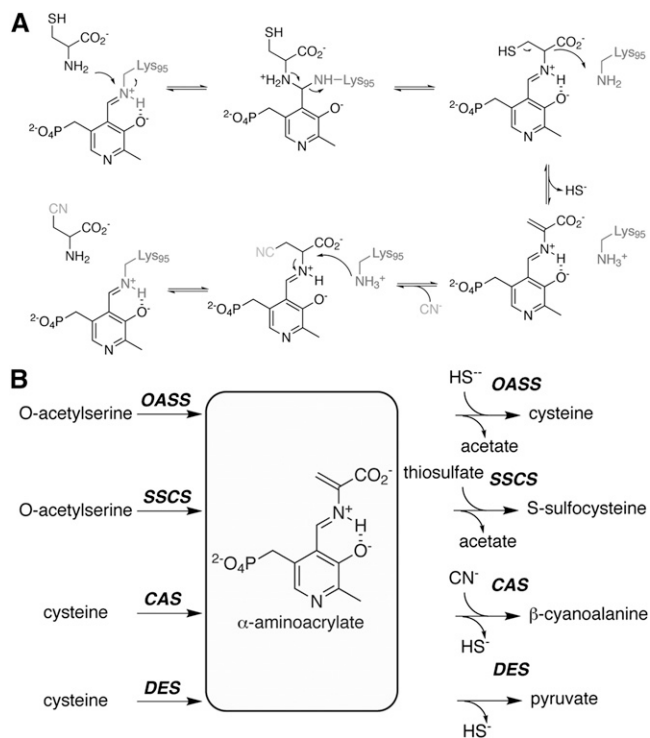 A
SH
CO₂⁻
NH₂
Lys₉₅
N⁺
H
O⁻
²⁻O₄P
N
SH
CO₂⁻
⁺H₂N
NH
Lys₉₅
O⁻
²⁻O₄P
N
HS
CO₂⁻
N⁺
H
O⁻
²⁻O₄P
N
Lys₉₅
NH₂
HS⁻
CN
CO₂⁻
NH₂
Lys₉₅
N⁺
H
O⁻
²⁻O₄P
N
NC
CO₂⁻
N⁺
H
O⁻
²⁻O₄P
N
Lys₉₅
NH₃⁺
CN⁻
CO₂⁻
N⁺
H
O⁻
²⁻O₄P
N
Lys₉₅
NH₃⁺
B
O-acetylserine
OASS
HS⁻⁻
OASS
cysteine
acetate
O-acetylserine
SSCS
thiosulfate
SSCS
S-sulfocysteine
acetate
CO₂⁻
N⁺
H
O⁻
²⁻O₄P
N
α-aminoacrylate
cysteine
CAS
CN⁻
CAS
β-cyanoalanine
HS⁻
cysteine
DES
DES
pyruvate
HS⁻